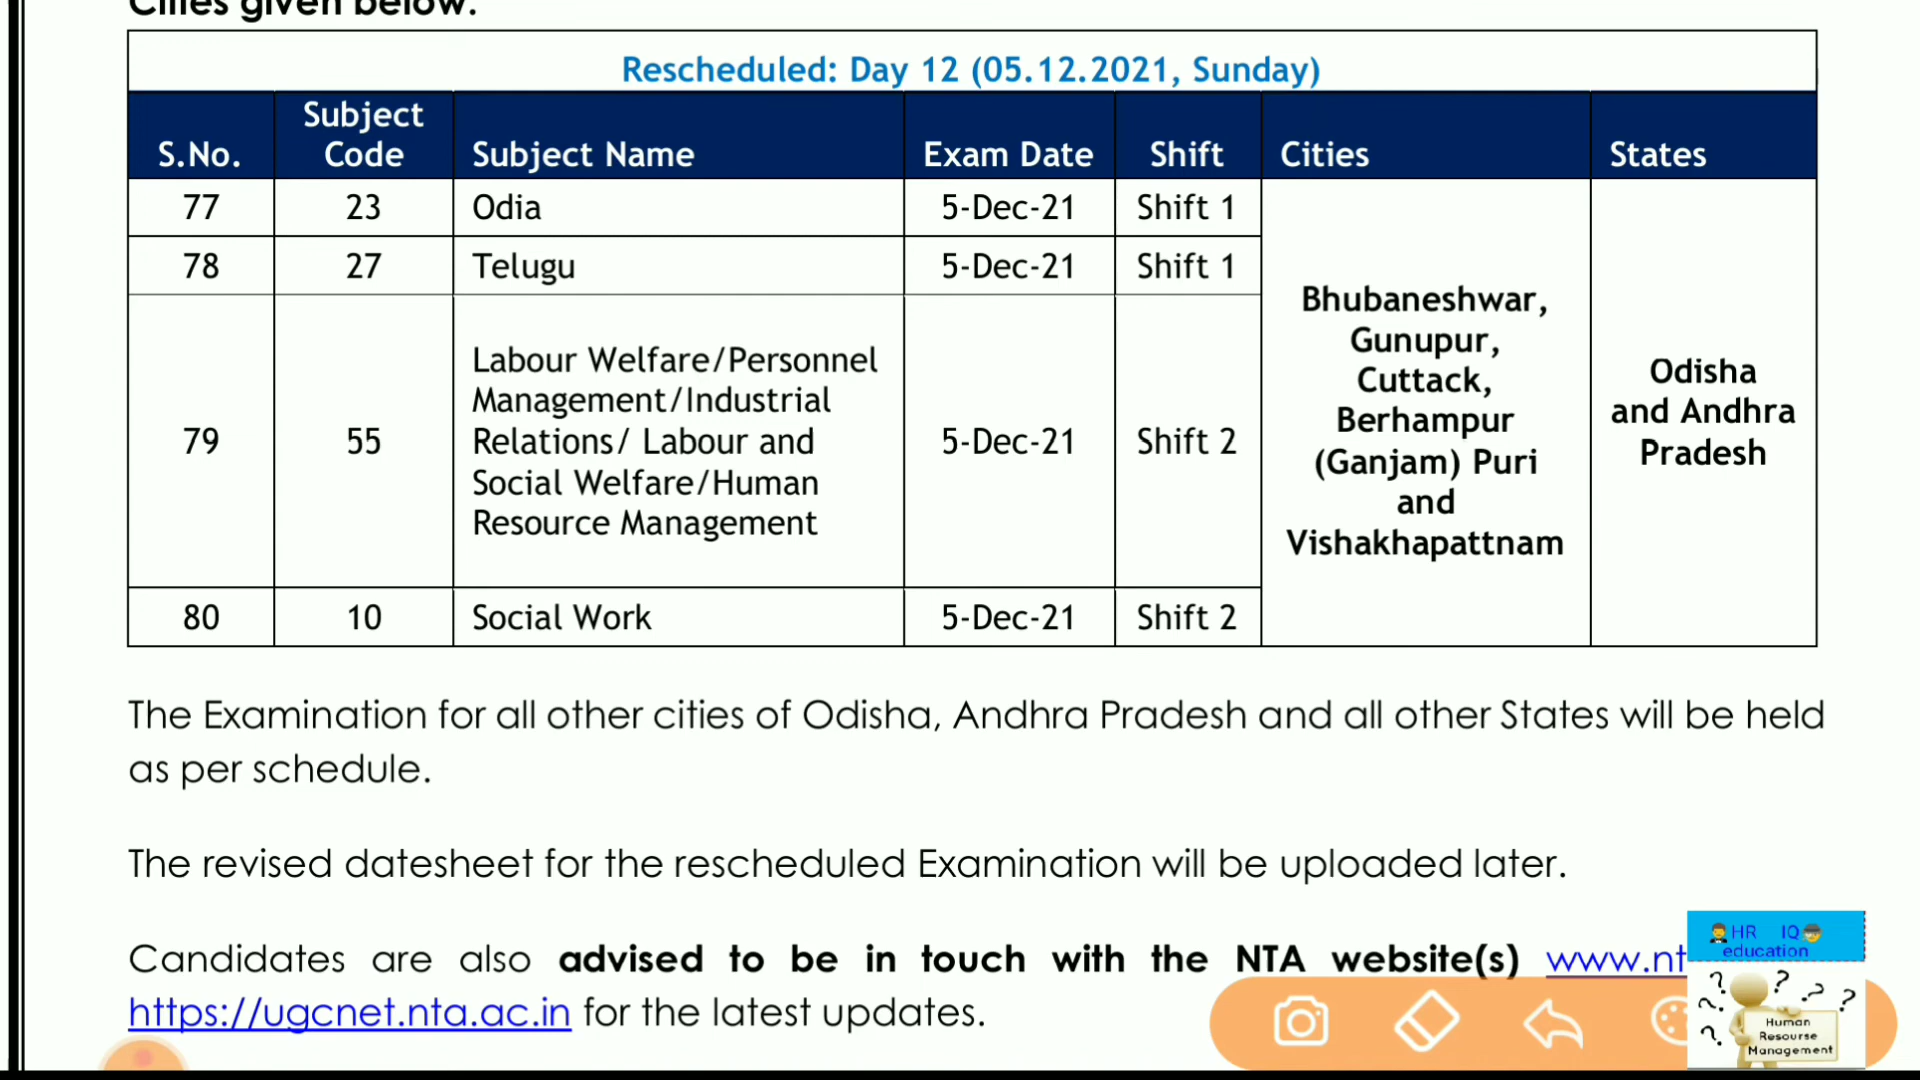 Cities given below:
Rescheduled: Day 12 (05.12.2021, Sunday)
S.No.
Subject
Code
Subject Name
Exam Date
Shift
Cities
States
77
23
Odia
5-Dec-21
Shift 1
78
27
Telugu
5-Dec-21
Shift 1
79
55
Labour Welfare/Personnel
Management/Industrial
Relations/ Labour and
Social Welfare/Human
Resource Management
5-Dec-21
Shift 2
80
10
Social Work
5-Dec-21
Shift 2
Bhubaneshwar,
Gunupur,
Cuttack,
Berhampur
(Ganjam) Puri
and
Vishakhapattnam
Odisha
and Andhra
Pradesh
The Examination for all other cities of Odisha, Andhra Pradesh and all other States will be held
as per schedule.
The revised datesheet for the rescheduled Examination will be uploaded later.
Candidates are also advised to be in touch with the NTA website(s) www.nt
https://ugcnet.nta.ac.in for the latest updates.
HR IQ
education
Human
Resourse
Management